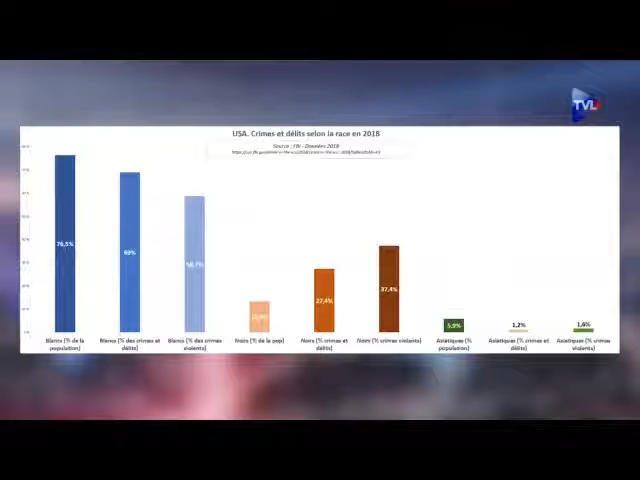 TVL
USA. Crimes et délits selon la race en 2018
Source : FBI - Données 2018
76,5%
69%
58,7%
27,4%
37,4%
5,9%
1,2%
1,6%
Blancs (% de la population)
Blancs (% des crimes et délits)
Blancs (% des crimes violents)
Noirs (% de la pop)
Noirs (% crimes et délits)
Noirs (% crimes violents)
Asiatiques (% population)
Asiatiques (% crimes et délits)
Asiatiques (% crimes violents)